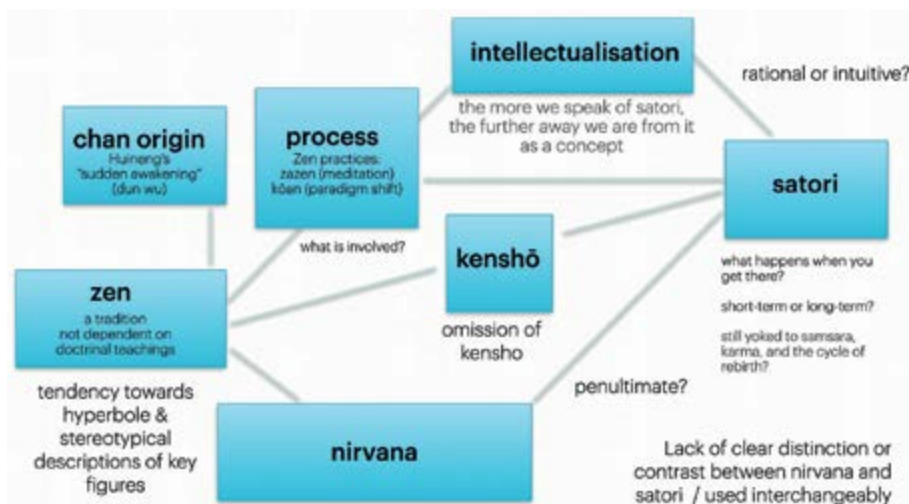 intellectualisation
the more we speak of satori,
the further away we are from it
as a concept
rational or intuitive?
chan origin
Huineng's
"sudden awakening"
(dun wu)
process
Zen practices:
zazen (meditation)
kōan (paradigm shift)
what is involved?
satori
what happens when you
get there?
short-term or long-term?
still yoked to samsara,
karma, and the cycle of
rebirth?
kenshō
omission of
kensho
zen
a tradition
not dependent on
doctrinal teachings
tendency towards
hyperbole &
stereotypical
descriptions of key
figures
penultimate?
nirvana
Lack of clear distinction or
contrast between nirvana and
satori / used interchangeably